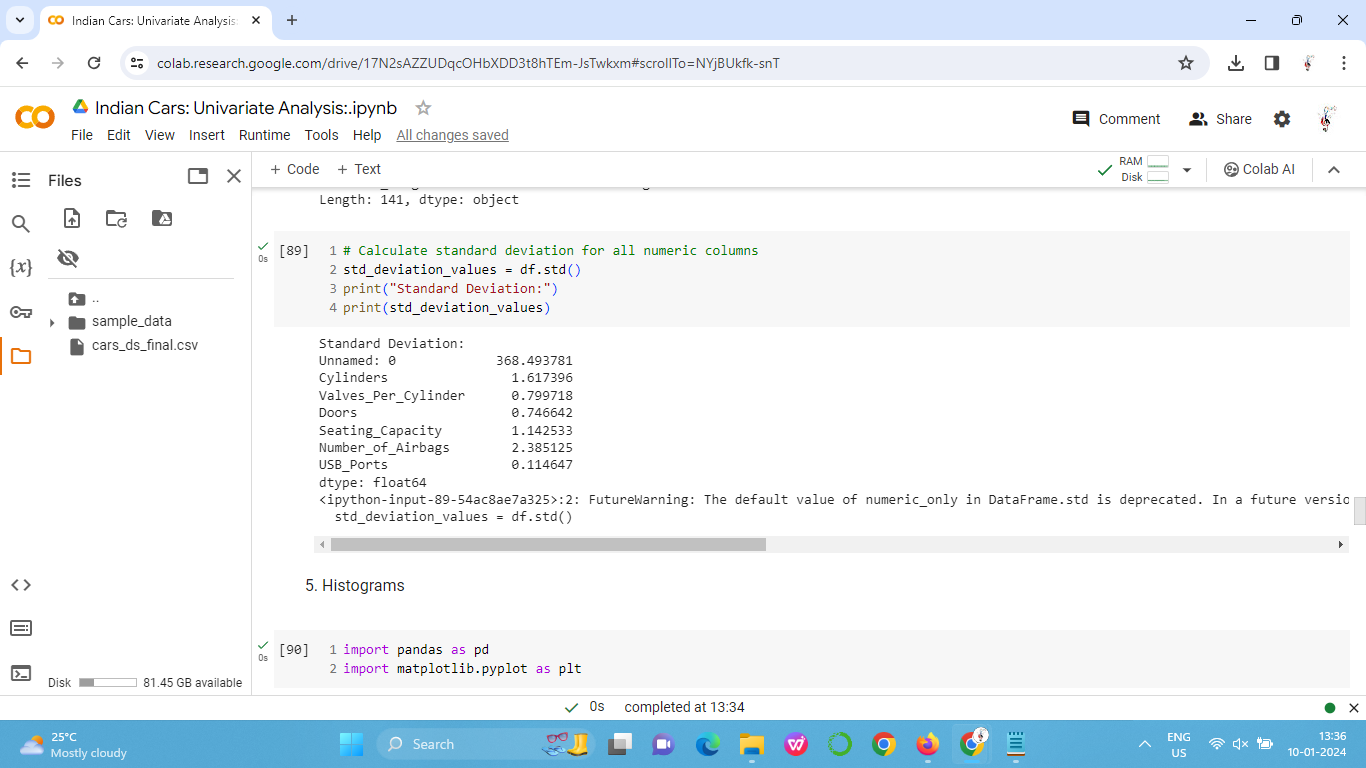 Indian Cars: Univariate Analysis
colab.research.google.com/drive/17N2sAZZUDqcOHbXDD3t8hTEm-JsTwkxm#scrollTo=NYjBUkfk-snT
Indian Cars: Univariate Analysis:.ipynb
File Edit View Insert Runtime Tools Help All changes saved
Comment Share
Files
+ Code + Text
RAM
Disk
Colab AI
Length: 141, dtype: object
[89]
0s
1 # Calculate standard deviation for all numeric columns
2 std_deviation_values = df.std()
3 print("Standard Deviation:")
4 print(std_deviation_values)
{x}
..
sample_data
cars_ds_final.csv
Standard Deviation:
Unnamed: 0 368.493781
Cylinders 1.617396
Valves_Per_Cylinder 0.799718
Doors 0.746642
Seating_Capacity 1.142533
Number_of_Airbags 2.385125
USB_Ports 0.114647
dtype: float64
<ipython-input-89-54ac8ae7a325>:2: FutureWarning: The default value of numeric_only in DataFrame.std is deprecated. In a future versio
std_deviation_values = df.std()
5. Histograms
[90]
0s
1 import pandas as pd
2 import matplotlib.pyplot as plt
Disk 81.45 GB available
0s completed at 13:34
25°C
Mostly cloudy
Search
ENG
US
13:36
10-01-2024